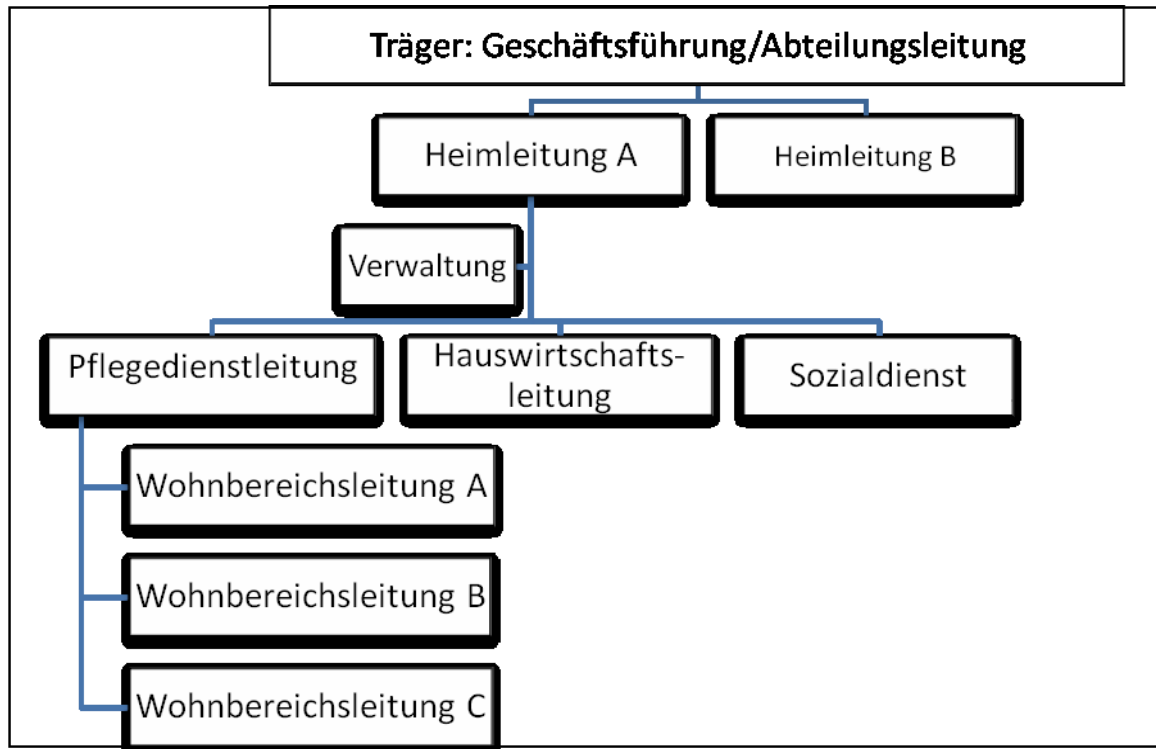 Träger: Geschäftsführung/Abteilungsleitung
Heimleitung A
Heimleitung B
Verwaltung
Pflegedienstleitung
Hauswirtschafts-
leitung
Sozialdienst
Wohnbereichsleitung A
Wohnbereichsleitung B
Wohnbereichsleitung C